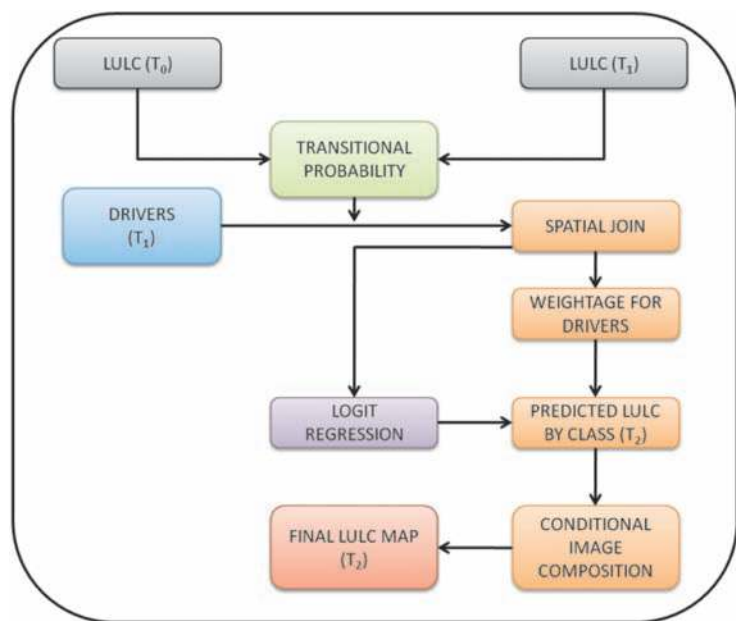 LULC (T₀)
LULC (T₁)
TRANSITIONAL
PROBABILITY
DRIVERS
(T₁)
SPATIAL JOIN
WEIGHTAGE FOR
DRIVERS
LOGIT
REGRESSION
PREDICTED LULC
BY CLASS (T₂)
FINAL LULC MAP
(T₂)
CONDITIONAL
IMAGE
COMPOSITION